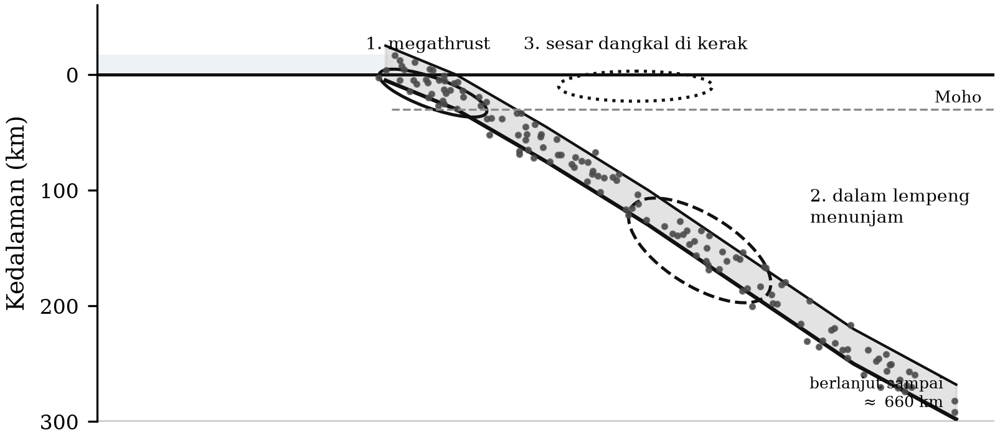 1. megathrust
3. sesar dangkal di kerak
0
Moho
Kedalaman (km)
100
2. dalam lempeng
menunjam
200
berlanjut sampai
≈ 660 km
300